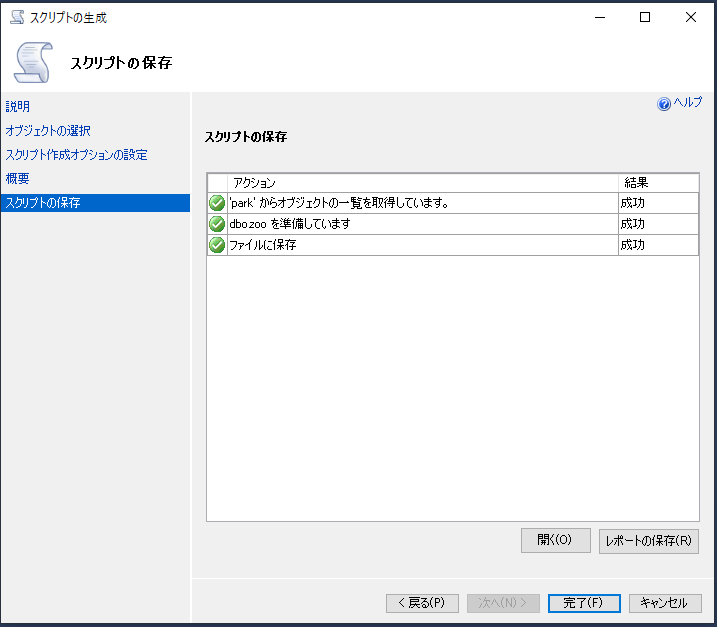 スクリプトの生成
スクリプトの保存
説明
オブジェクトの選択
スクリプト作成オプションの設定
概要
スクリプトの保存
ヘルプ
スクリプトの保存
アクション 結果
'park' からオブジェクトの一覧を取得しています。 成功
dbo.zoo を準備しています 成功
ファイルに保存 成功
開く(O) レポートの保存(R)
< 戻る(P) 次へ(N) > 完了(F) キャンセル